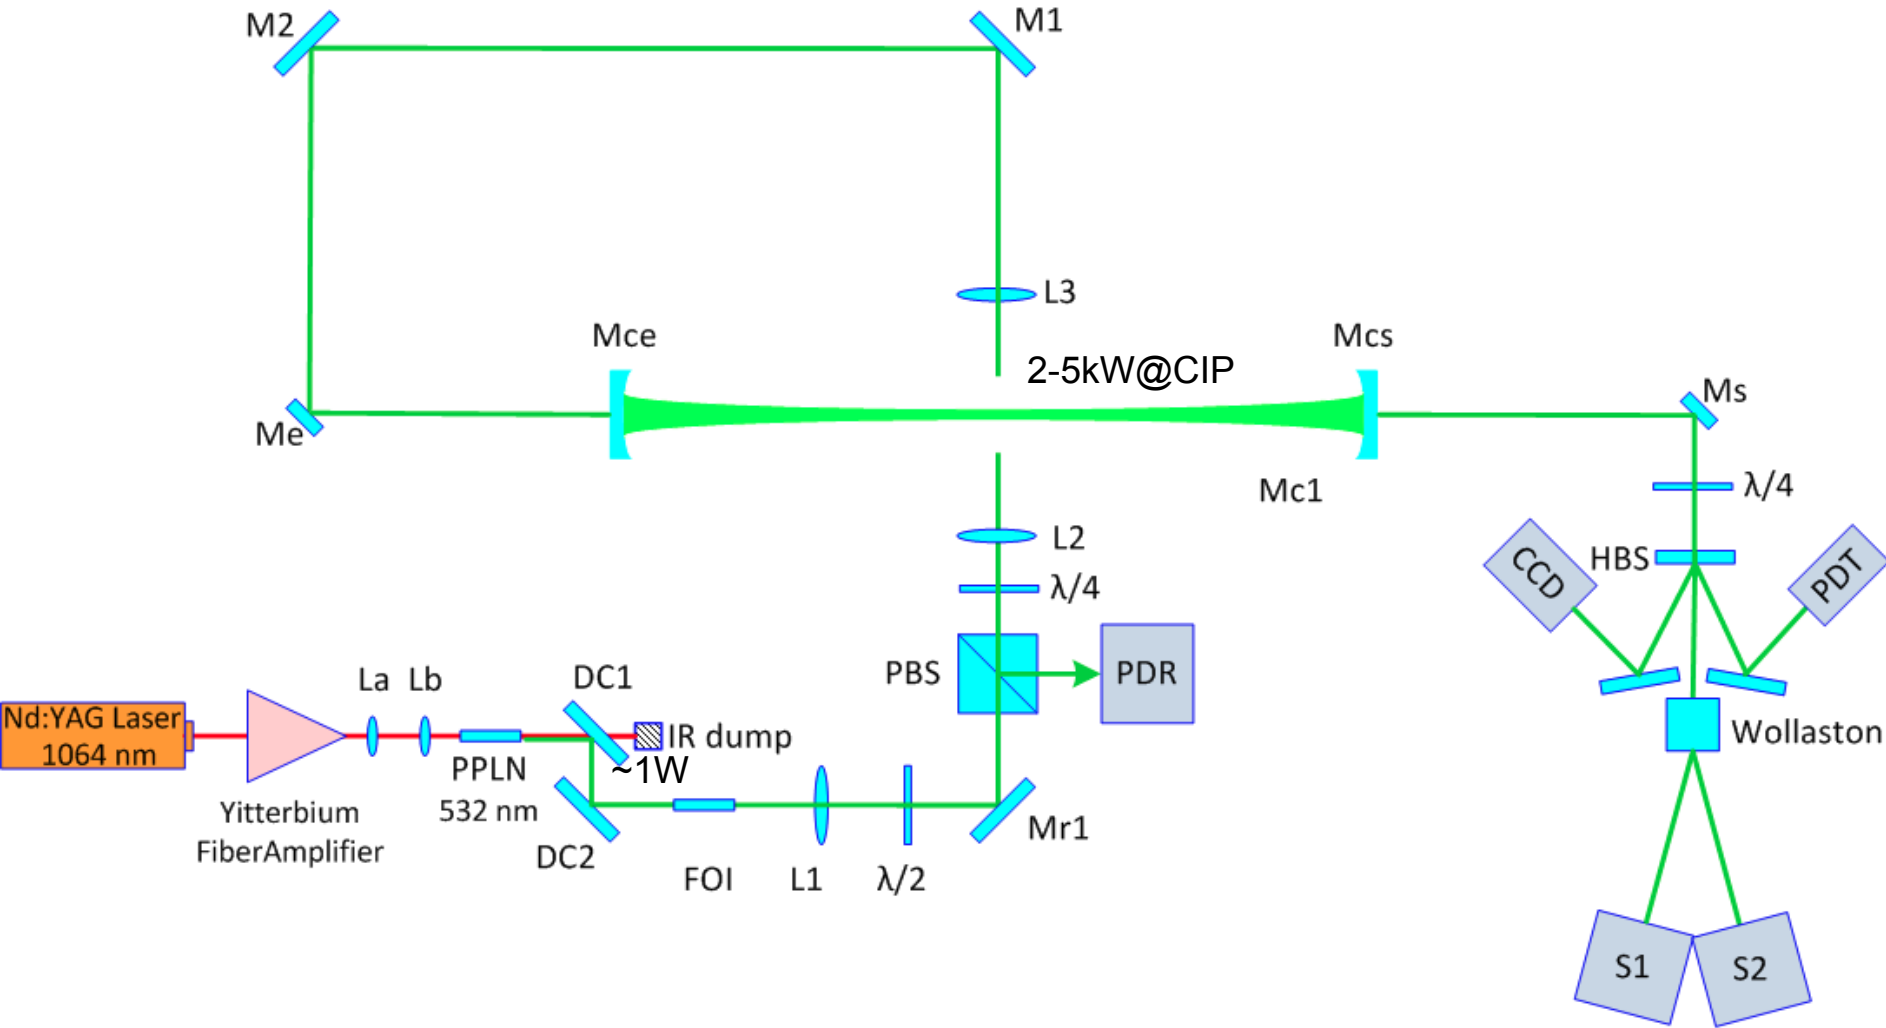 M2
M1
L3
Mce
Mcs
2-5kW@CIP
Me
Ms
Mc1
λ/4
L2
HBS
CCD
PDT
λ/4
PBS
PDR
La Lb
DC1
Nd:YAG Laser
1064 nm
IR dump
Wollaston
PPLN
532 nm
~1W
Yitterbium
FiberAmplifier
DC2
FOI
L1
λ/2
Mr1
S1
S2